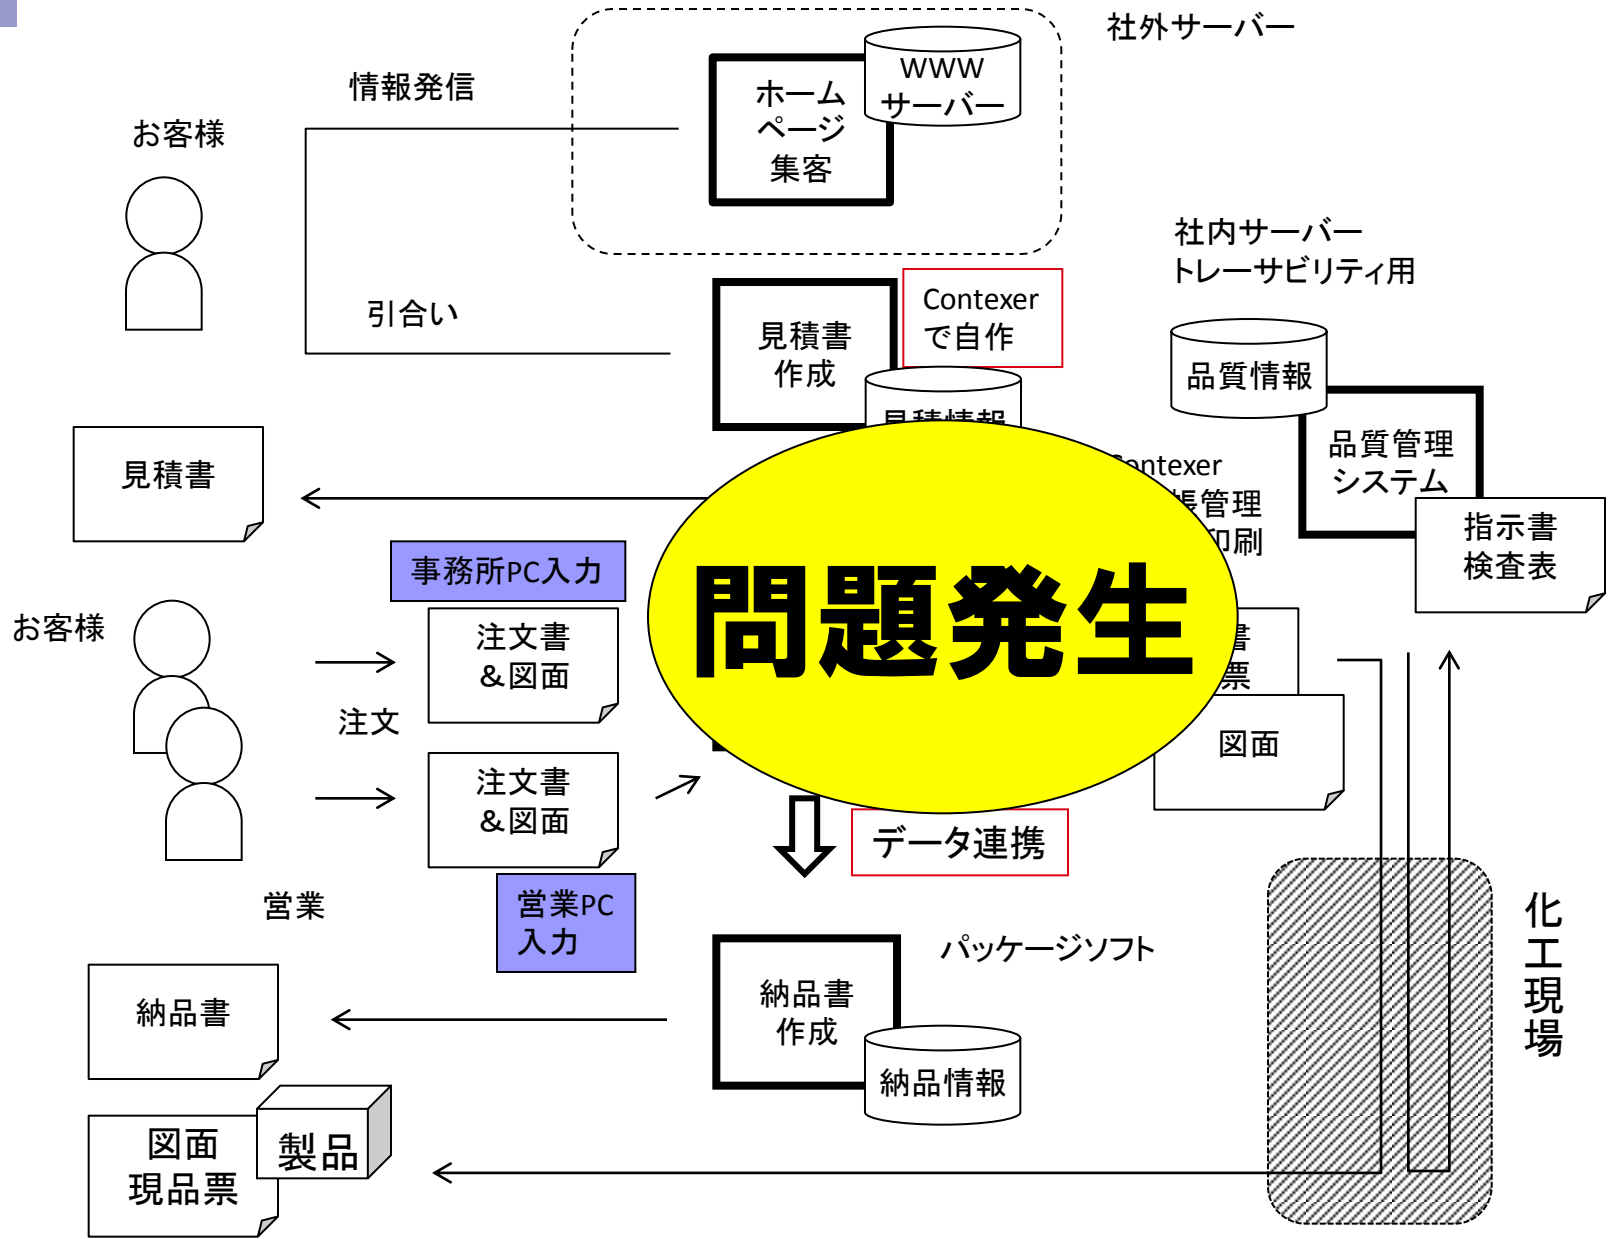 社外サーバー
情報発信
WWW
サーバー
ホーム
ページ
集客
お客様
社内サーバー
トレーサビリティ用
引合い
Contexer
で自作
見積書
作成
品質情報
見積情報
品質管理
システム
見積書
Contexer
帳管理
印刷
指示書
検査表
事務所PC入力
問題発生
お客様
注文書
＆図面
書
票
注文
図面
注文書
＆図面
データ連携
営業
営業PC
入力
化工現場
パッケージソフト
納品書
納品書
作成
納品情報
図面
現品票
製品